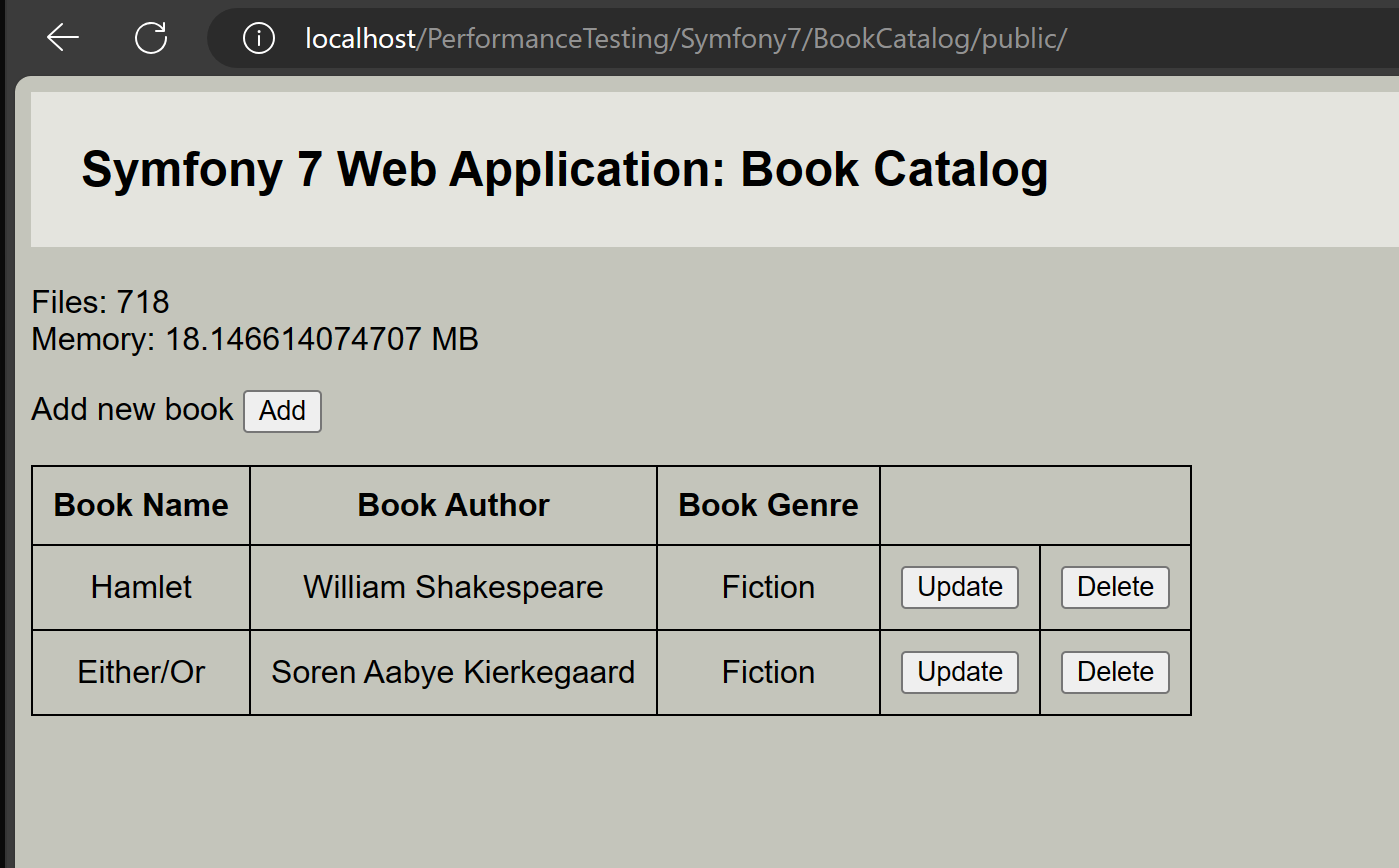 localhost/PerformanceTesting/Symfony7/BookCatalog/public/
Symfony 7 Web Application: Book Catalog
Files: 718
Memory: 18.146614074707 MB
Add new book Add
Book Name Book Author Book Genre
Hamlet William Shakespeare Fiction Update Delete
Either/Or Soren Aabye Kierkegaard Fiction Update Delete